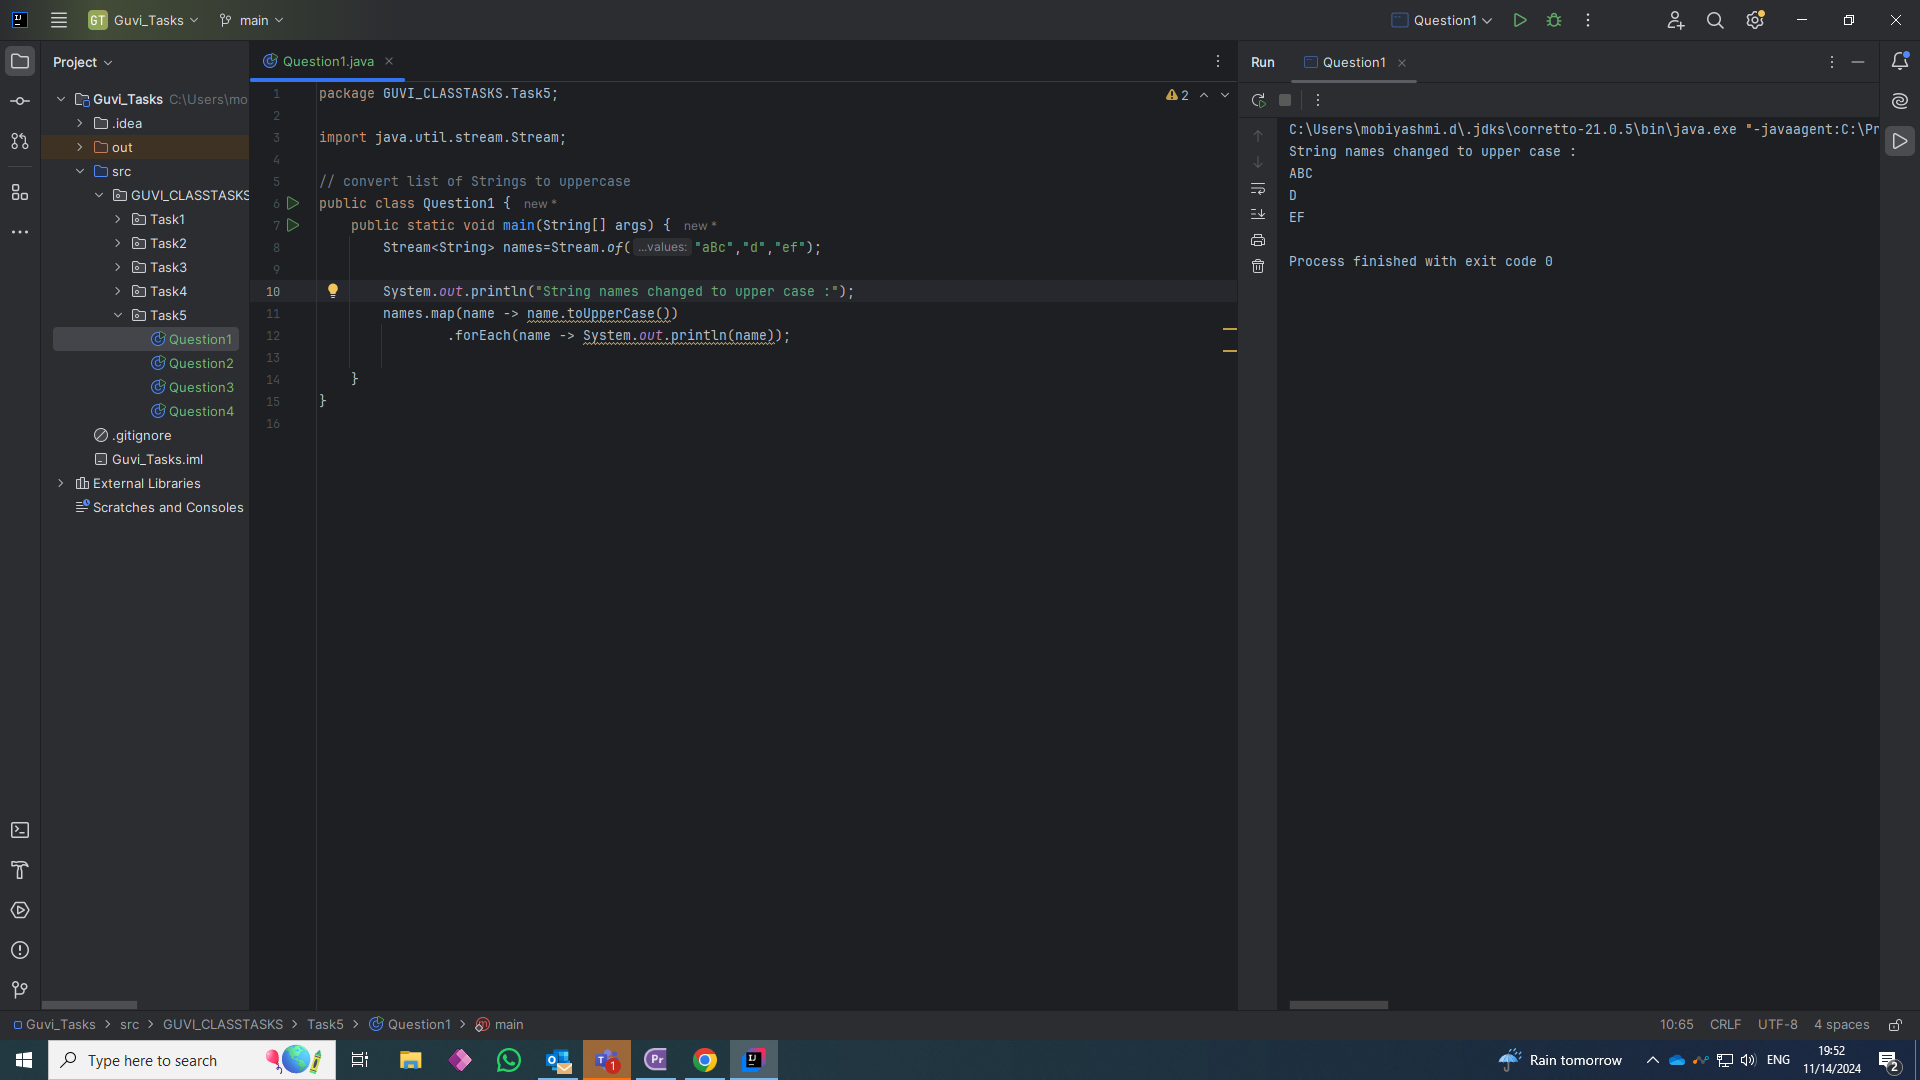 GT Guvi_Tasks main Question1
Project
Guvi_Tasks C:\Users\mo
.idea
out
src
GUVI_CLASSTASKS
Task1
Task2
Task3
Task4
Task5
Question1
Question2
Question3
Question4
.gitignore
Guvi_Tasks.iml
External Libraries
Scratches and Consoles
Question1.java
2
1 package GUVI_CLASSTASKS.Task5;
2
3 import java.util.stream.Stream;
4
5 // convert list of Strings to uppercase
6 public class Question1 { new *
7 public static void main(String[] args) { new *
8 Stream<String> names=Stream.of( ...values: "aBc","d","ef");
9
10 System.out.println("String names changed to upper case :");
11 names.map(name -> name.toUpperCase())
12 .forEach(name -> System.out.println(name));
13
14 }
15 }
16
Run Question1
C:\Users\mobiyashmi.d\.jdks\corretto-21.0.5\bin\java.exe "-javaagent:C:\Pr
String names changed to upper case :
ABC
D
EF
Process finished with exit code 0
Guvi_Tasks > src > GUVI_CLASSTASKS > Task5 > Question1 > main
10:65 CRLF UTF-8 4 spaces
Type here to search
1
Pr
Rain tomorrow
ENG
19:52
11/14/2024
2